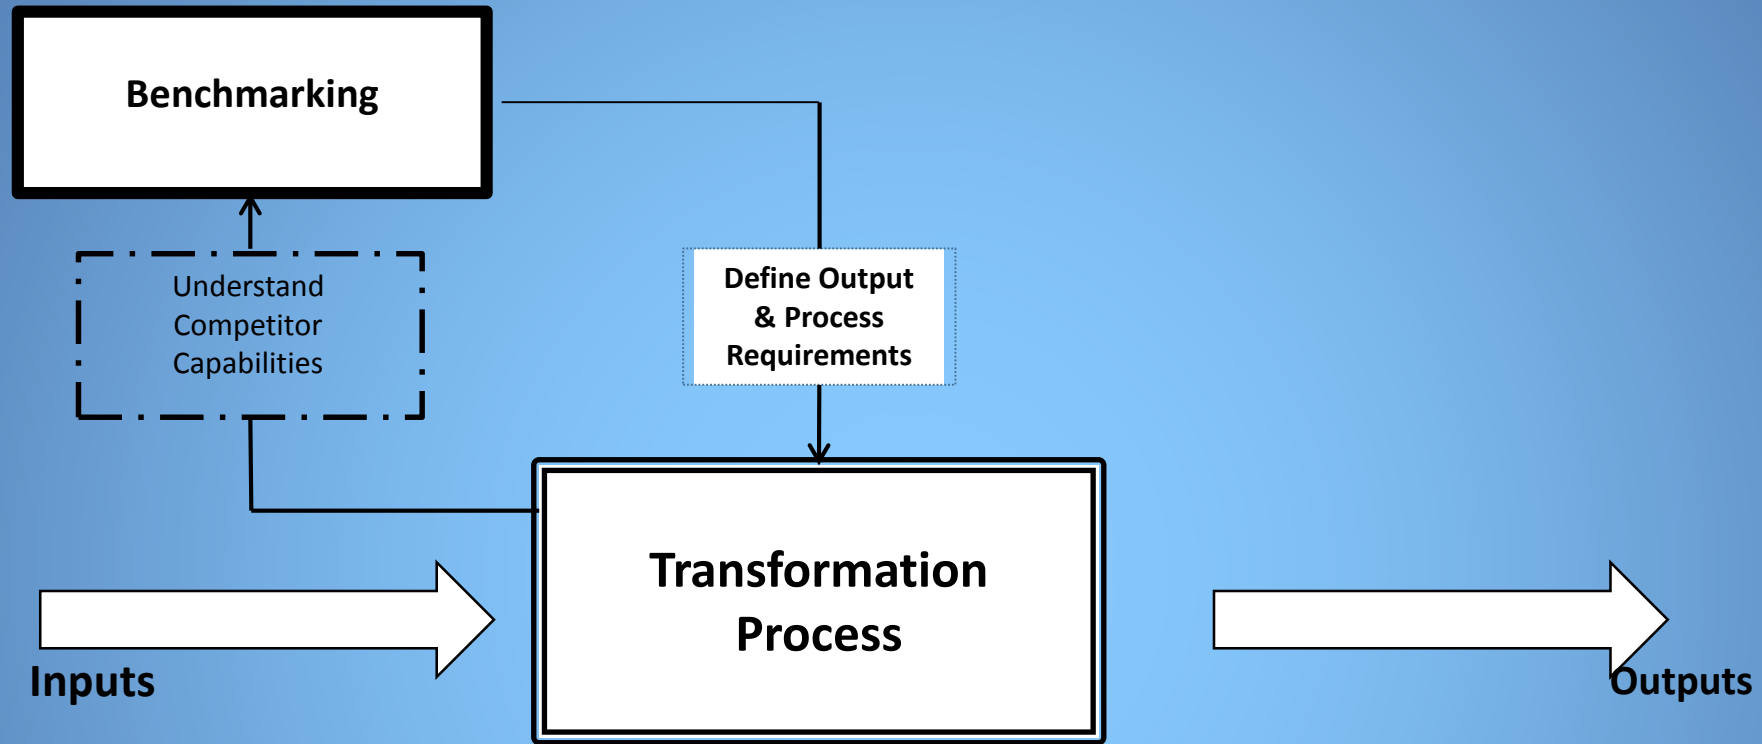 Benchmarking
Understand
Competitor
Capabilities
Define Output
& Process
Requirements
Transformation
Process
Inputs
Outputs